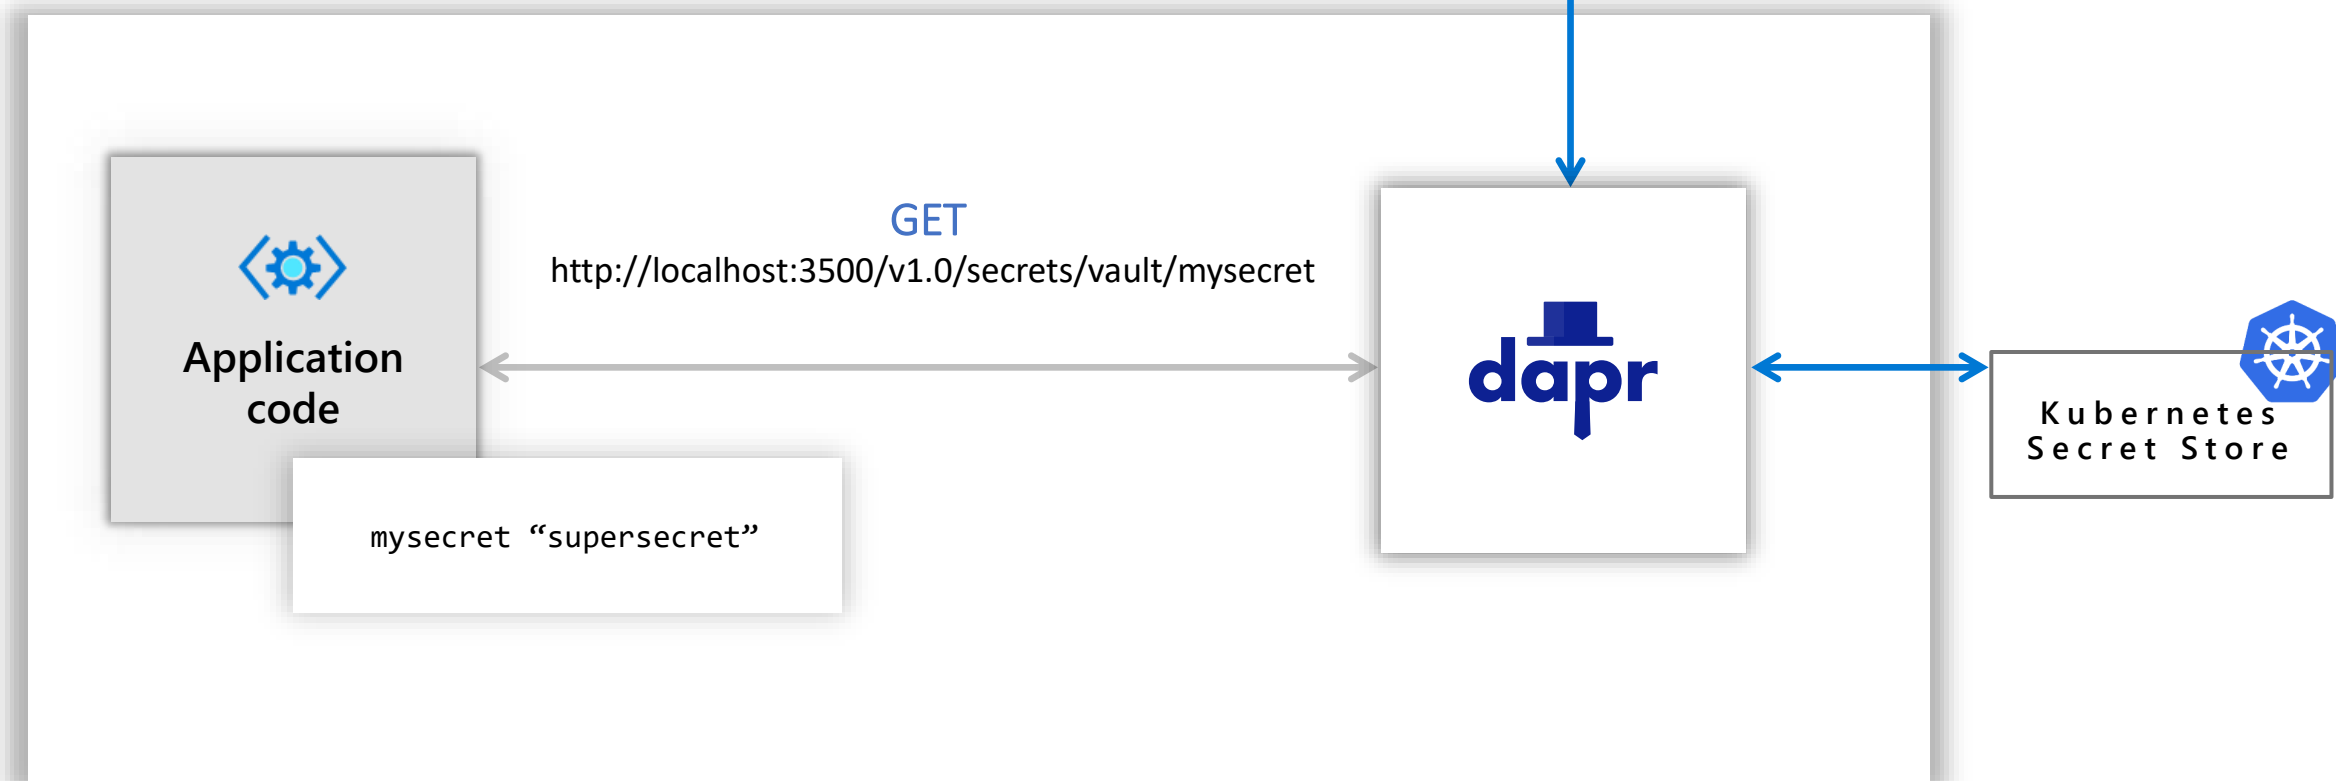 GET
http://localhost:3500/v1.0/secrets/vault/mysecret
Application
code
dapr
Kubernetes
Secret Store
mysecret “supersecret”